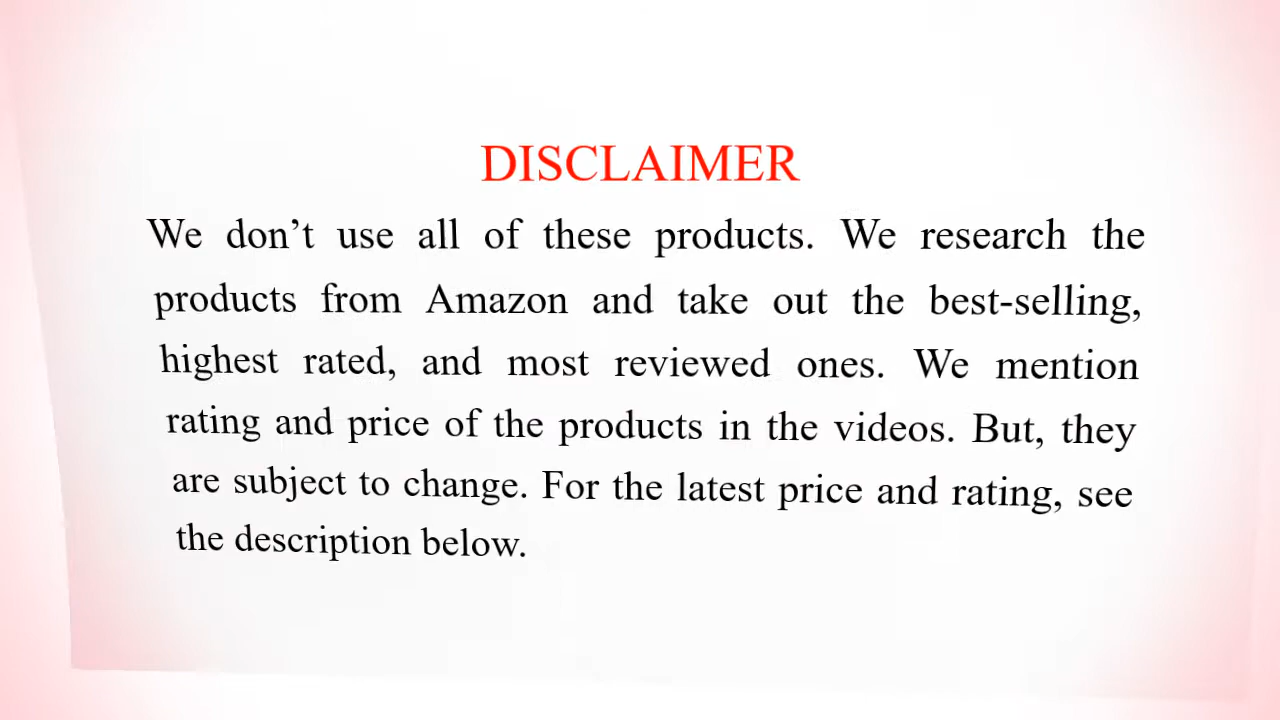 DISCLAIMER
We don’t use all of these products. We research the
products from Amazon and take out the best-selling,
highest rated, and most reviewed ones. We mention
rating and price of the products in the videos. But, they
are subject to change. For the latest price and rating, see
the description below.